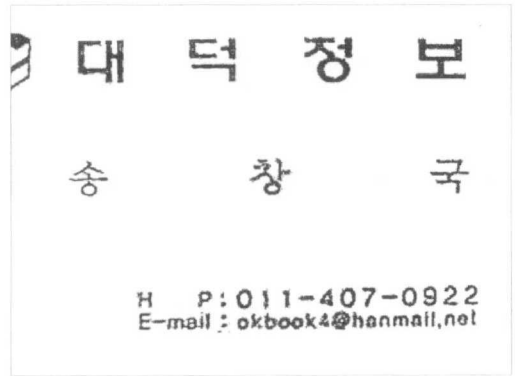 대 덕 정 보
송 창 국
H P : 011-407-0922
E-mail : okbook4@hanmail.net